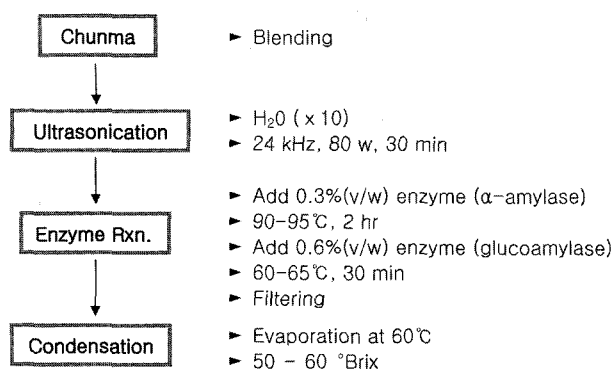 Chunma
► Blending
Ultrasonication
► H₂O ( x 10)
► 24 kHz, 80 w, 30 min
Enzyme Rxn.
► Add 0.3%(v/w) enzyme (α-amylase)
► 90-95℃, 2 hr
► Add 0.6%(v/w) enzyme (glucoamylase)
► 60-65℃, 30 min
► Filtering
Condensation
► Evaporation at 60℃
► 50 - 60 °Brix